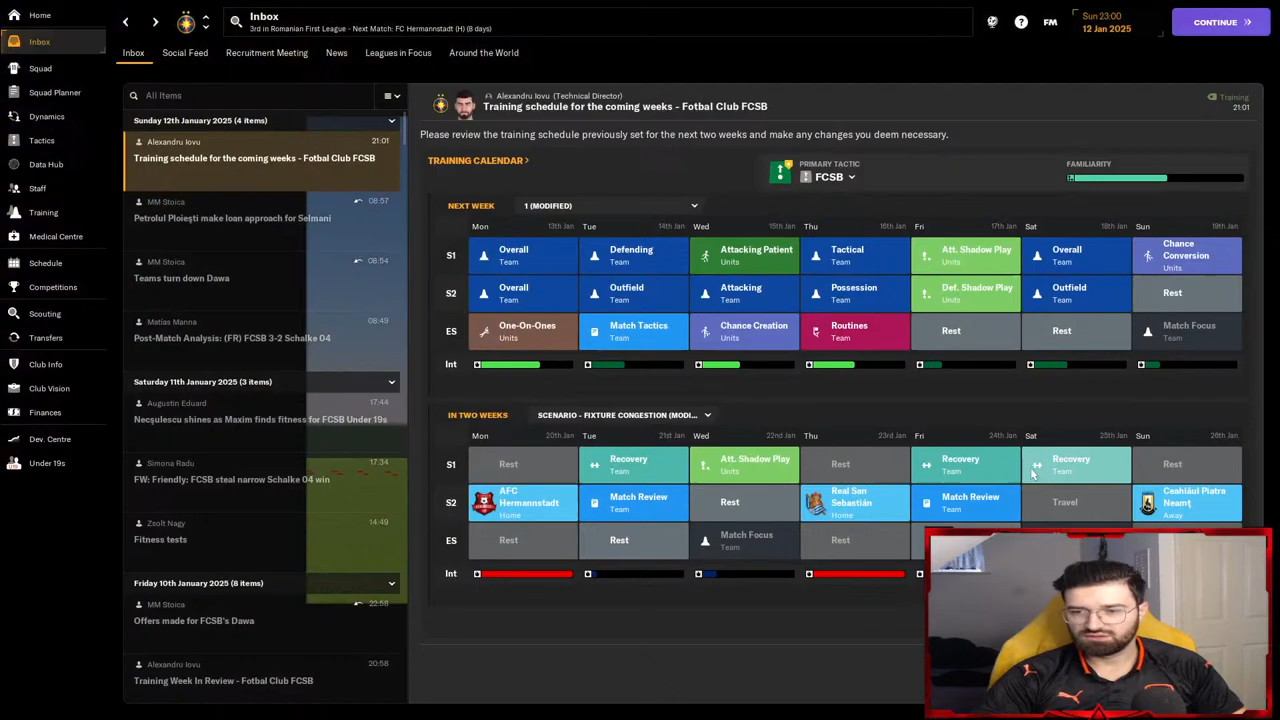 Home
Inbox
Squad
Squad Planner
Dynamics
Tactics
Data Hub
Staff
Training
Medical Centre
Schedule
Competitions
Scouting
Transfers
Club Info
Club Vision
Finances
Dev. Centre
Under 19s
Inbox
3rd in Romanian First League - Next Match: FC Hermannstadt (H) (8 days)
FM
Sun 23:00
12 Jan 2025
CONTINUE
Inbox Social Feed Recruitment Meeting News Leagues in Focus Around the World
All Items
Sunday 12th January 2025 (4 items)
Alexandru Iovu 21:01
Training schedule for the coming weeks - Fotbal Club FCSB
MM Stoica 08:57
Petrolul Ploieşti make loan approach for Selmani
MM Stoica 08:54
Teams turn down Dawa
Matías Manna 08:49
Post-Match Analysis: (FR) FCSB 3-2 Schalke 04
Saturday 11th January 2025 (3 items)
Augustin Eduard 17:44
Necşulescu shines as Maxim finds fitness for FCSB Under 19s
Simona Radu 17:34
FW: Friendly: FCSB steal narrow Schalke 04 win
Zsolt Nagy 14:49
Fitness tests
Friday 10th January 2025 (8 items)
MM Stoica 22:58
Offers made for FCSB's Dawa
Alexandru Iovu 20:58
Training Week In Review - Fotbal Club FCSB
Alexandru Iovu (Technical Director)
Training schedule for the coming weeks - Fotbal Club FCSB
Training
21:01
Please review the training schedule previously set for the next two weeks and make any changes you deem necessary.
TRAINING CALENDAR
PRIMARY TACTIC
FCSB
FAMILIARITY
NEXT WEEK 1 (MODIFIED)
Mon 13th Jan Tue 14th Jan Wed 15th Jan Thu 16th Jan Fri 17th Jan Sat 18th Jan Sun 19th Jan
S1 Overall Team Defending Team Attacking Patient Units Tactical Team Att. Shadow Play Units Overall Team Chance Conversion Units
S2 Overall Team Outfield Team Attacking Team Possession Team Def. Shadow Play Units Outfield Team Rest
ES One-On-Ones Units Match Tactics Team Chance Creation Units Routines Team Rest Rest Match Focus Team
Int
IN TWO WEEKS SCENARIO - FIXTURE CONGESTION (MODI...
Mon 20th Jan Tue 21st Jan Wed 22nd Jan Thu 23rd Jan Fri 24th Jan Sat 25th Jan Sun 26th Jan
S1 Rest Recovery Team Att. Shadow Play Units Rest Recovery Team Recovery Team Rest
S2 AFC Hermannstadt Home Match Review Team Rest Real San Sebastián Home Match Review Team Travel Ceahlăul Piatra Neamţ Away
ES Rest Rest Match Focus Team Rest
Int